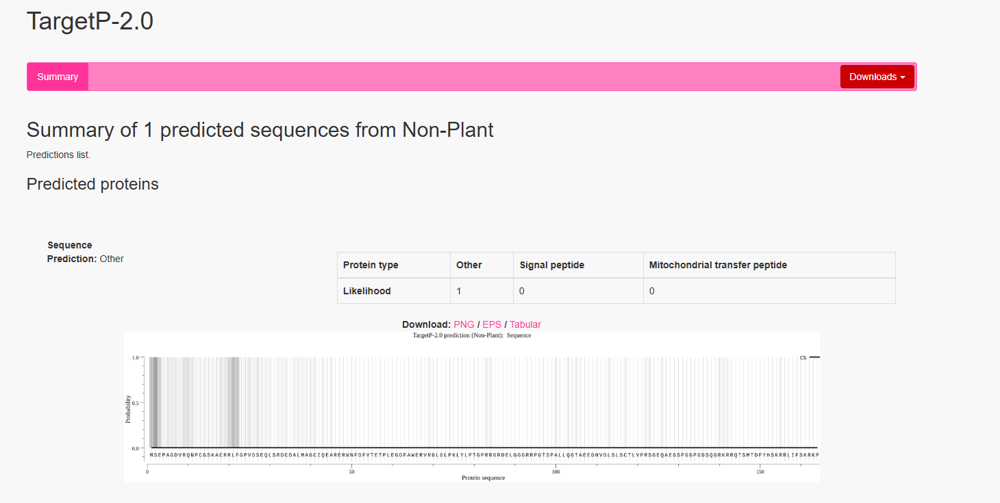 TargetP-2.0
Summary
Downloads
Summary of 1 predicted sequences from Non-Plant
Predictions list.
Predicted proteins
Sequence
Prediction: Other
Protein type Other Signal peptide Mitochondrial transfer peptide
Likelihood 1 0 0
Download: PNG / EPS / Tabular
TargetP-2.0 prediction (Non-Plant): Sequence
CS
1.0
0.5
0.0
Probability
MSEPAGDVRQNPCGSKACRRLFGPVDSEQLSRDCDALMAGCIQEARERWNFDFVTETPLEGDFAWERVRGLGLPKLYLPTGPRRGRDELGGGRRPGTSPALLQGTAEEDHVDLSLSCTLVPRSGEQAEGSPGGPGDSQGRKRRQTSMTDFYHSKRRLIFSKRKP
0 50 100 150
Protein sequence